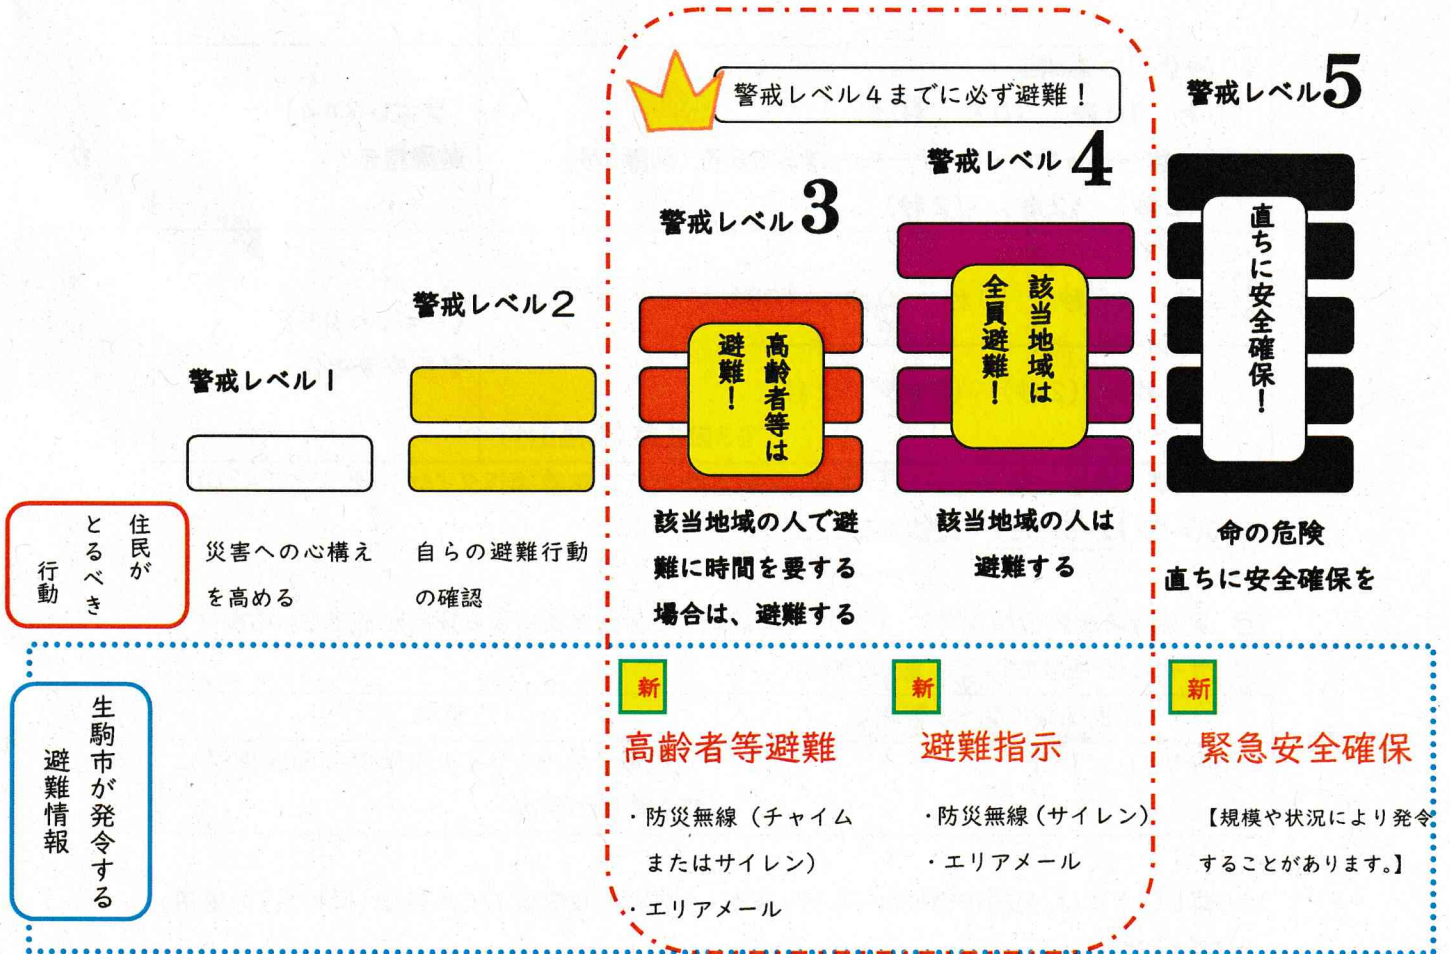 警戒レベル4までに必ず避難!
警戒レベル5
警戒レベル4
警戒レベル3
警戒レベル2
警戒レベル1
高齢者等は
避難!
該当地域は
全員避難!
直ちに安全確保!
住民が
とるべき
行動
災害への心構え
を高める
自らの避難行動
の確認
該当地域の人で避
難に時間を要する
場合は、避難する
該当地域の人は
避難する
命の危険
直ちに安全確保を
生駒市が発令する
避難情報
新
高齢者等避難
・防災無線(チャイム
またはサイレン)
・エリアメール
新
避難指示
・防災無線(サイレン)
・エリアメール
新
緊急安全確保
【規模や状況により発令
することがあります。】